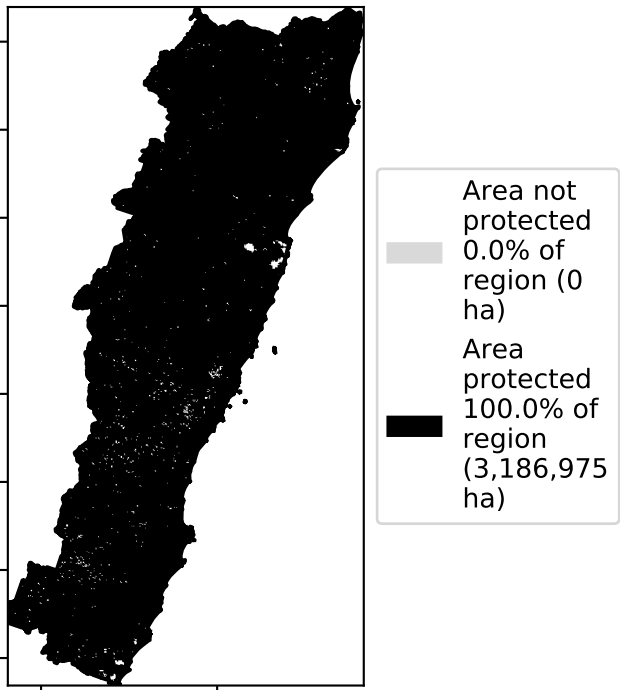 Area not
protected
0.0% of
region (0
ha)
Area
protected
100.0% of
region
(3,186,975
ha)